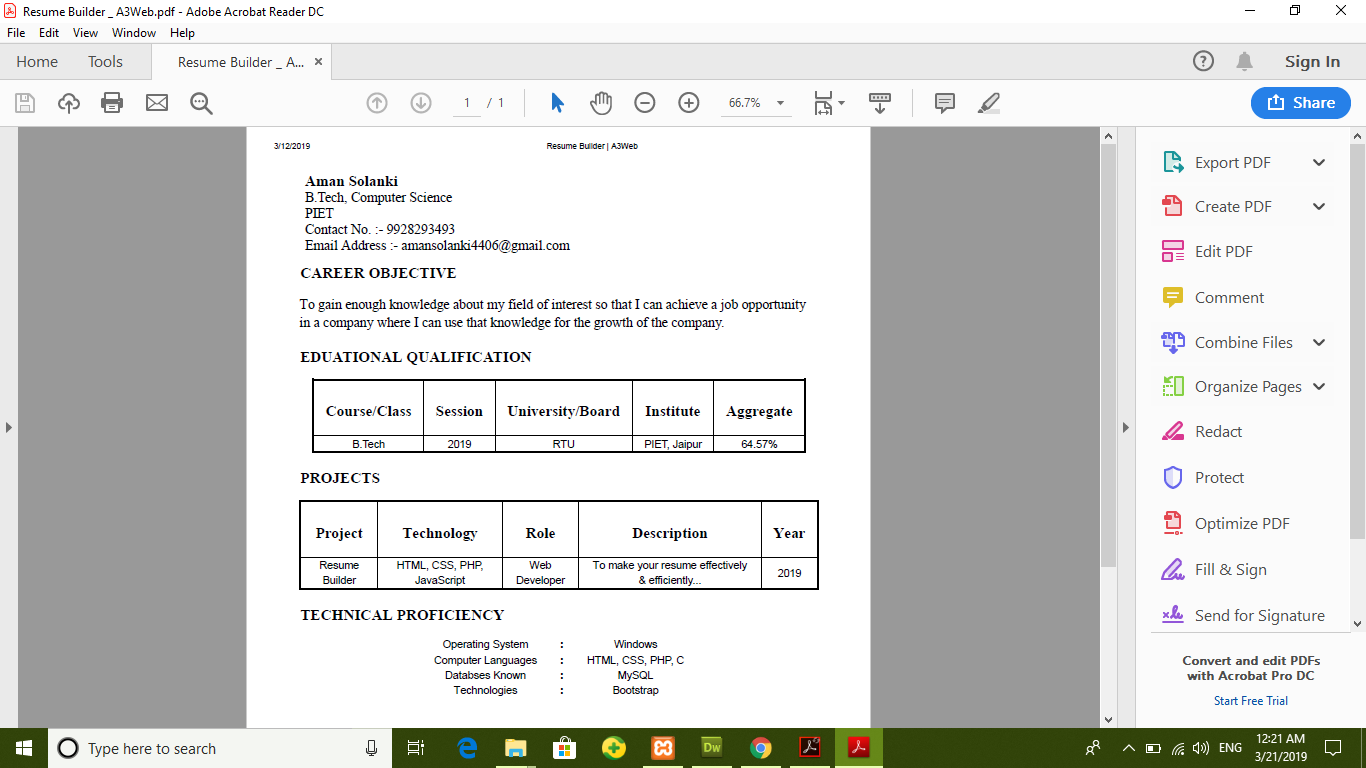 Resume Builder _ A3Web.pdf - Adobe Acrobat Reader DC
File Edit View Window Help
Home Tools Resume Builder _ A... × Sign In
1 / 1 66.7% Share
3/12/2019 Resume Builder | A3Web
Aman Solanki
B.Tech, Computer Science
PIET
Contact No. :- 9928293493
Email Address :- amansolanki4406@gmail.com
CAREER OBJECTIVE
To gain enough knowledge about my field of interest so that I can achieve a job opportunity
in a company where I can use that knowledge for the growth of the company.
EDUATIONAL QUALIFICATION
Course/Class Session University/Board Institute Aggregate
B.Tech 2019 RTU PIET, Jaipur 64.57%
PROJECTS
Project Technology Role Description Year
Resume Builder HTML, CSS, PHP, JavaScript Web Developer To make your resume effectively & efficiently... 2019
TECHNICAL PROFICIENCY
Operating System : Windows
Computer Languages : HTML, CSS, PHP, C
Databses Known : MySQL
Technologies : Bootstrap
Export PDF
Create PDF
Edit PDF
Comment
Combine Files
Organize Pages
Redact
Protect
Optimize PDF
Fill & Sign
Send for Signature
Convert and edit PDFs
with Acrobat Pro DC
Start Free Trial
Type here to search
Dw
ENG
12:21 AM
3/21/2019